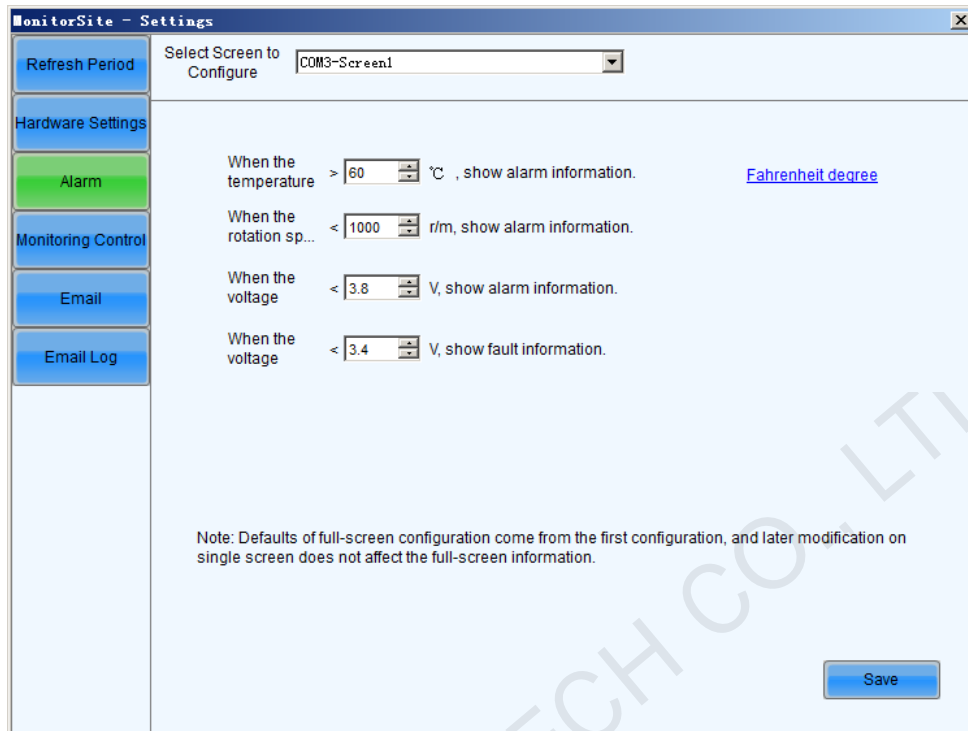 MonitorSite - Settings
Refresh Period
Hardware Settings
Alarm
Monitoring Control
Email
Email Log
Select Screen to
Configure
COM3-Screen1
When the
temperature
> 60 ℃ , show alarm information.
Fahrenheit degree
When the
rotation sp...
< 1000 r/m, show alarm information.
When the
voltage
< 3.8 V, show alarm information.
When the
voltage
< 3.4 V, show fault information.
Note: Defaults of full-screen configuration come from the first configuration, and later modification on
single screen does not affect the full-screen information.
Save
TECH CO., LT